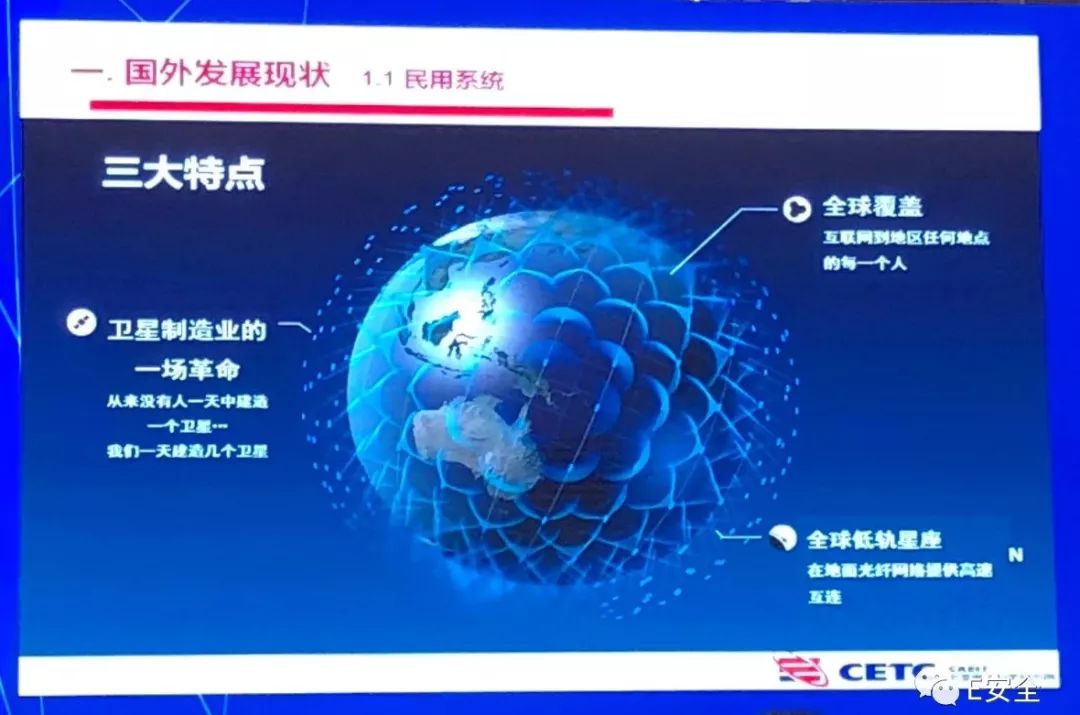 一. 国外发展现状 1.1 民用系统
三大特点
全球覆盖
互联网到地区任何地点
的每一个人
卫星制造业的
一场革命
从来没有人一天中建造
一个卫星…
我们一天建造几个卫星
全球低轨星座
在地面光纤网络提供高速
互连
N
CETC
E安全